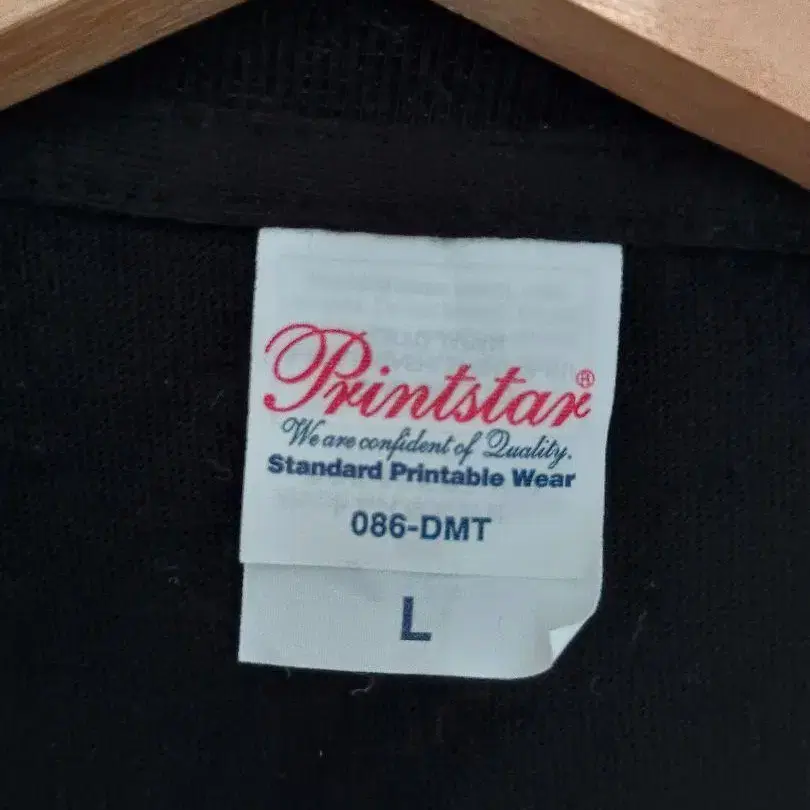 Printstar®
We are confident of Quality.
Standard Printable Wear
086-DMT
L